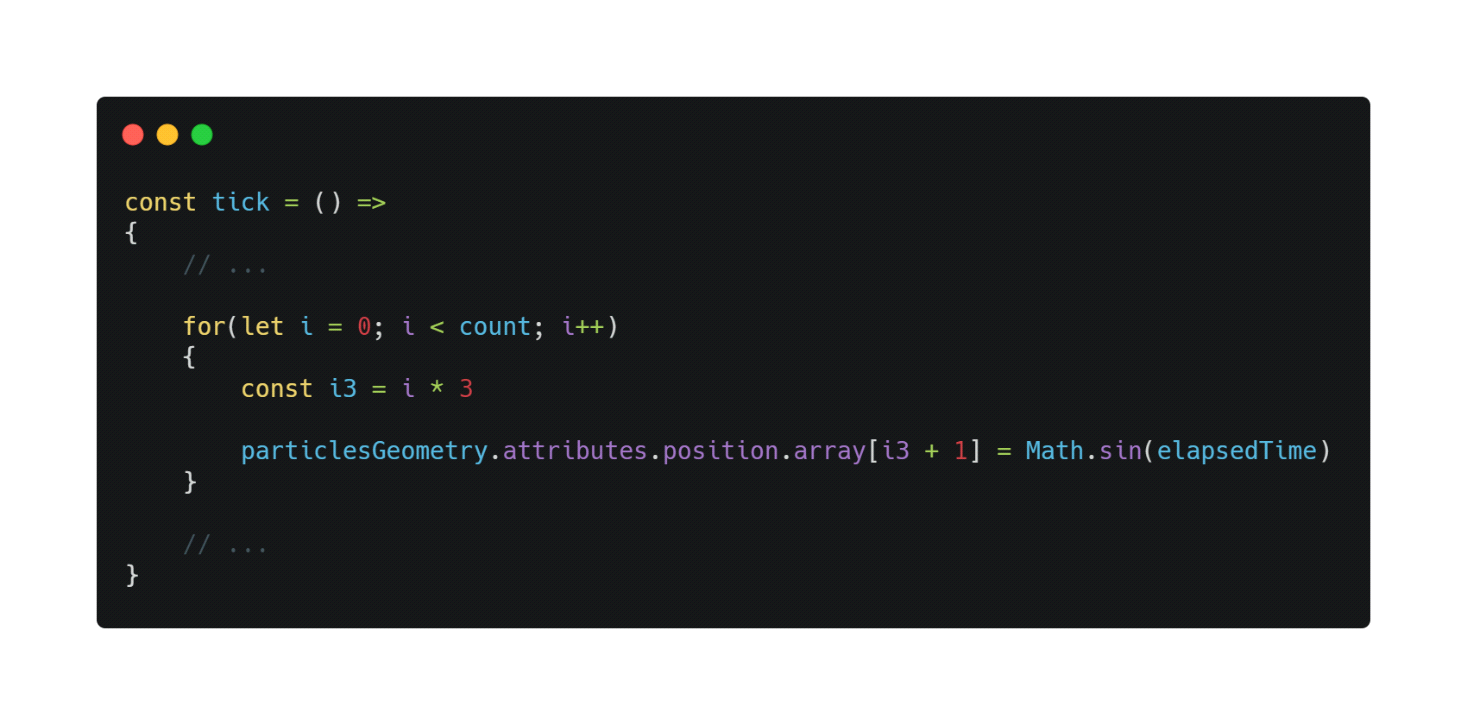 const tick = () =>
{
    // ...

    for(let i = 0; i < count; i++)
    {
        const i3 = i * 3

        particlesGeometry.attributes.position.array[i3 + 1] = Math.sin(elapsedTime)
    }

    // ...
}